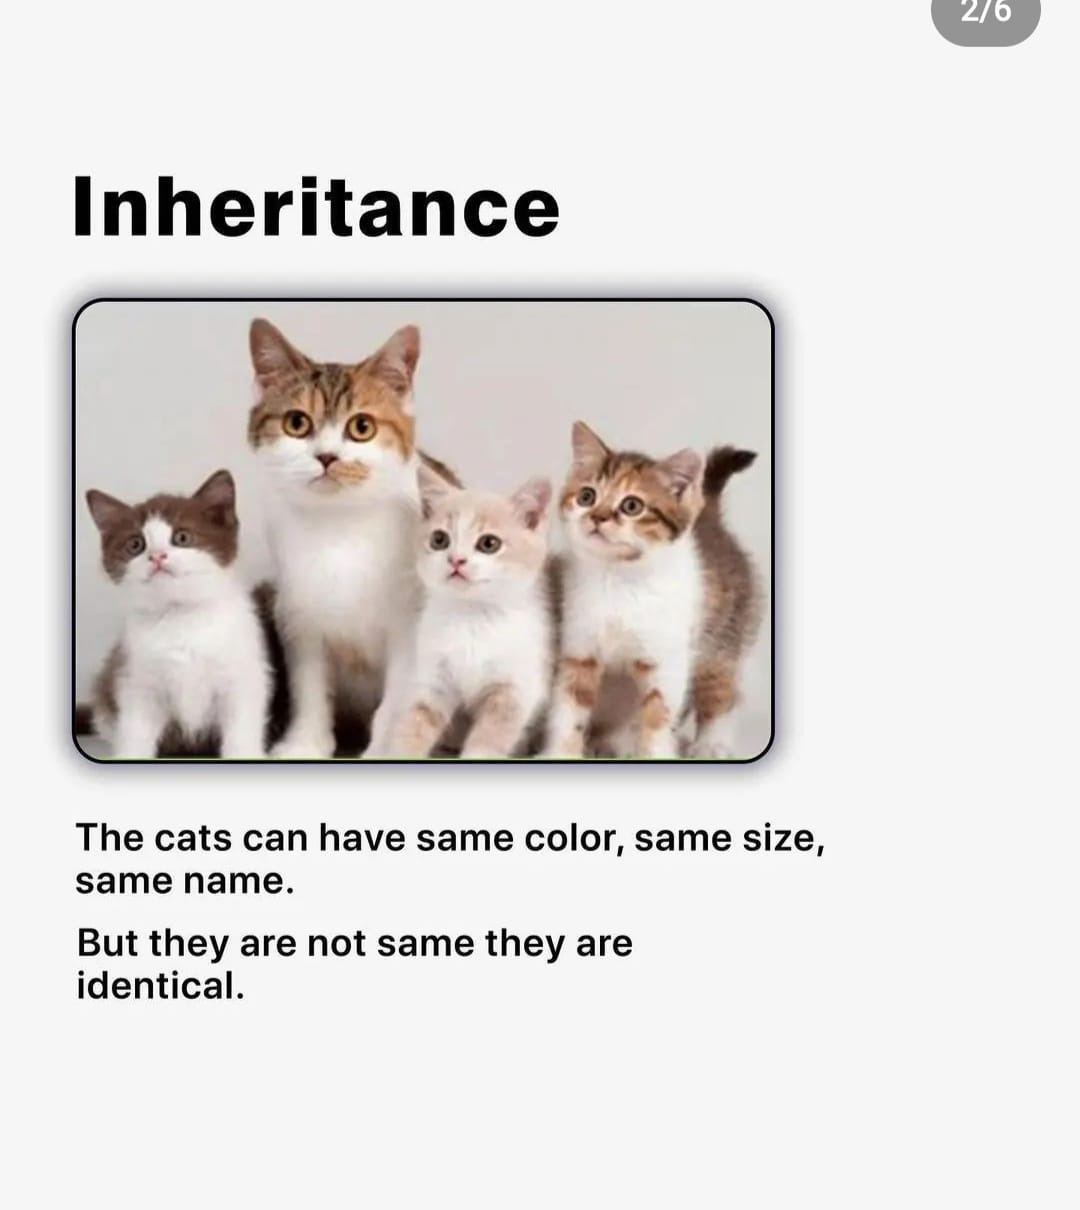 2/6
Inheritance
The cats can have same color, same size,
same name.
But they are not same they are
identical.